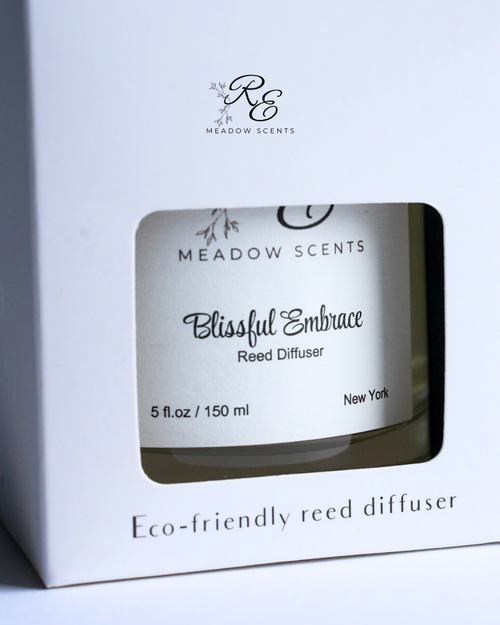 RE
MEADOW SCENTS
MEADOW SCENTS
Blissful Embrace
Reed Diffuser
5 fl.oz / 150 ml
New York
Eco-friendly reed diffuser